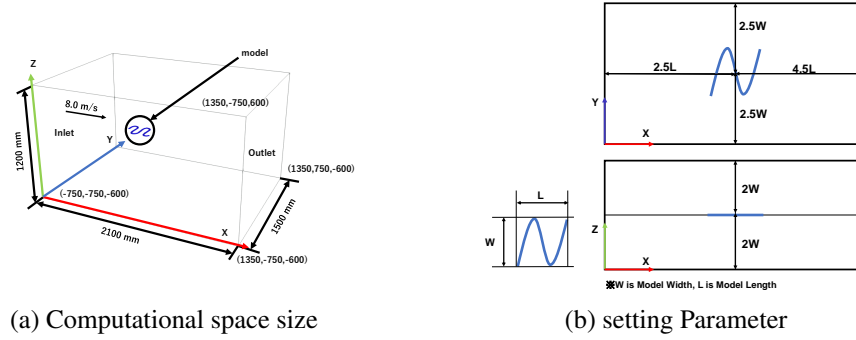 model
Z
(1350,-750,600)
8.0 m/s
Inlet
Y
Outlet
1200 mm
(1350,750,-600)
(-750,-750,-600)
1500 mm
2100 mm
X
(1350,-750,-600)
(a) Computational space size
2.5W
2.5L
4.5L
Y
2.5W
X
2W
L
W
Z
2W
X
※W is Model Width, L is Model Length
(b) setting Parameter